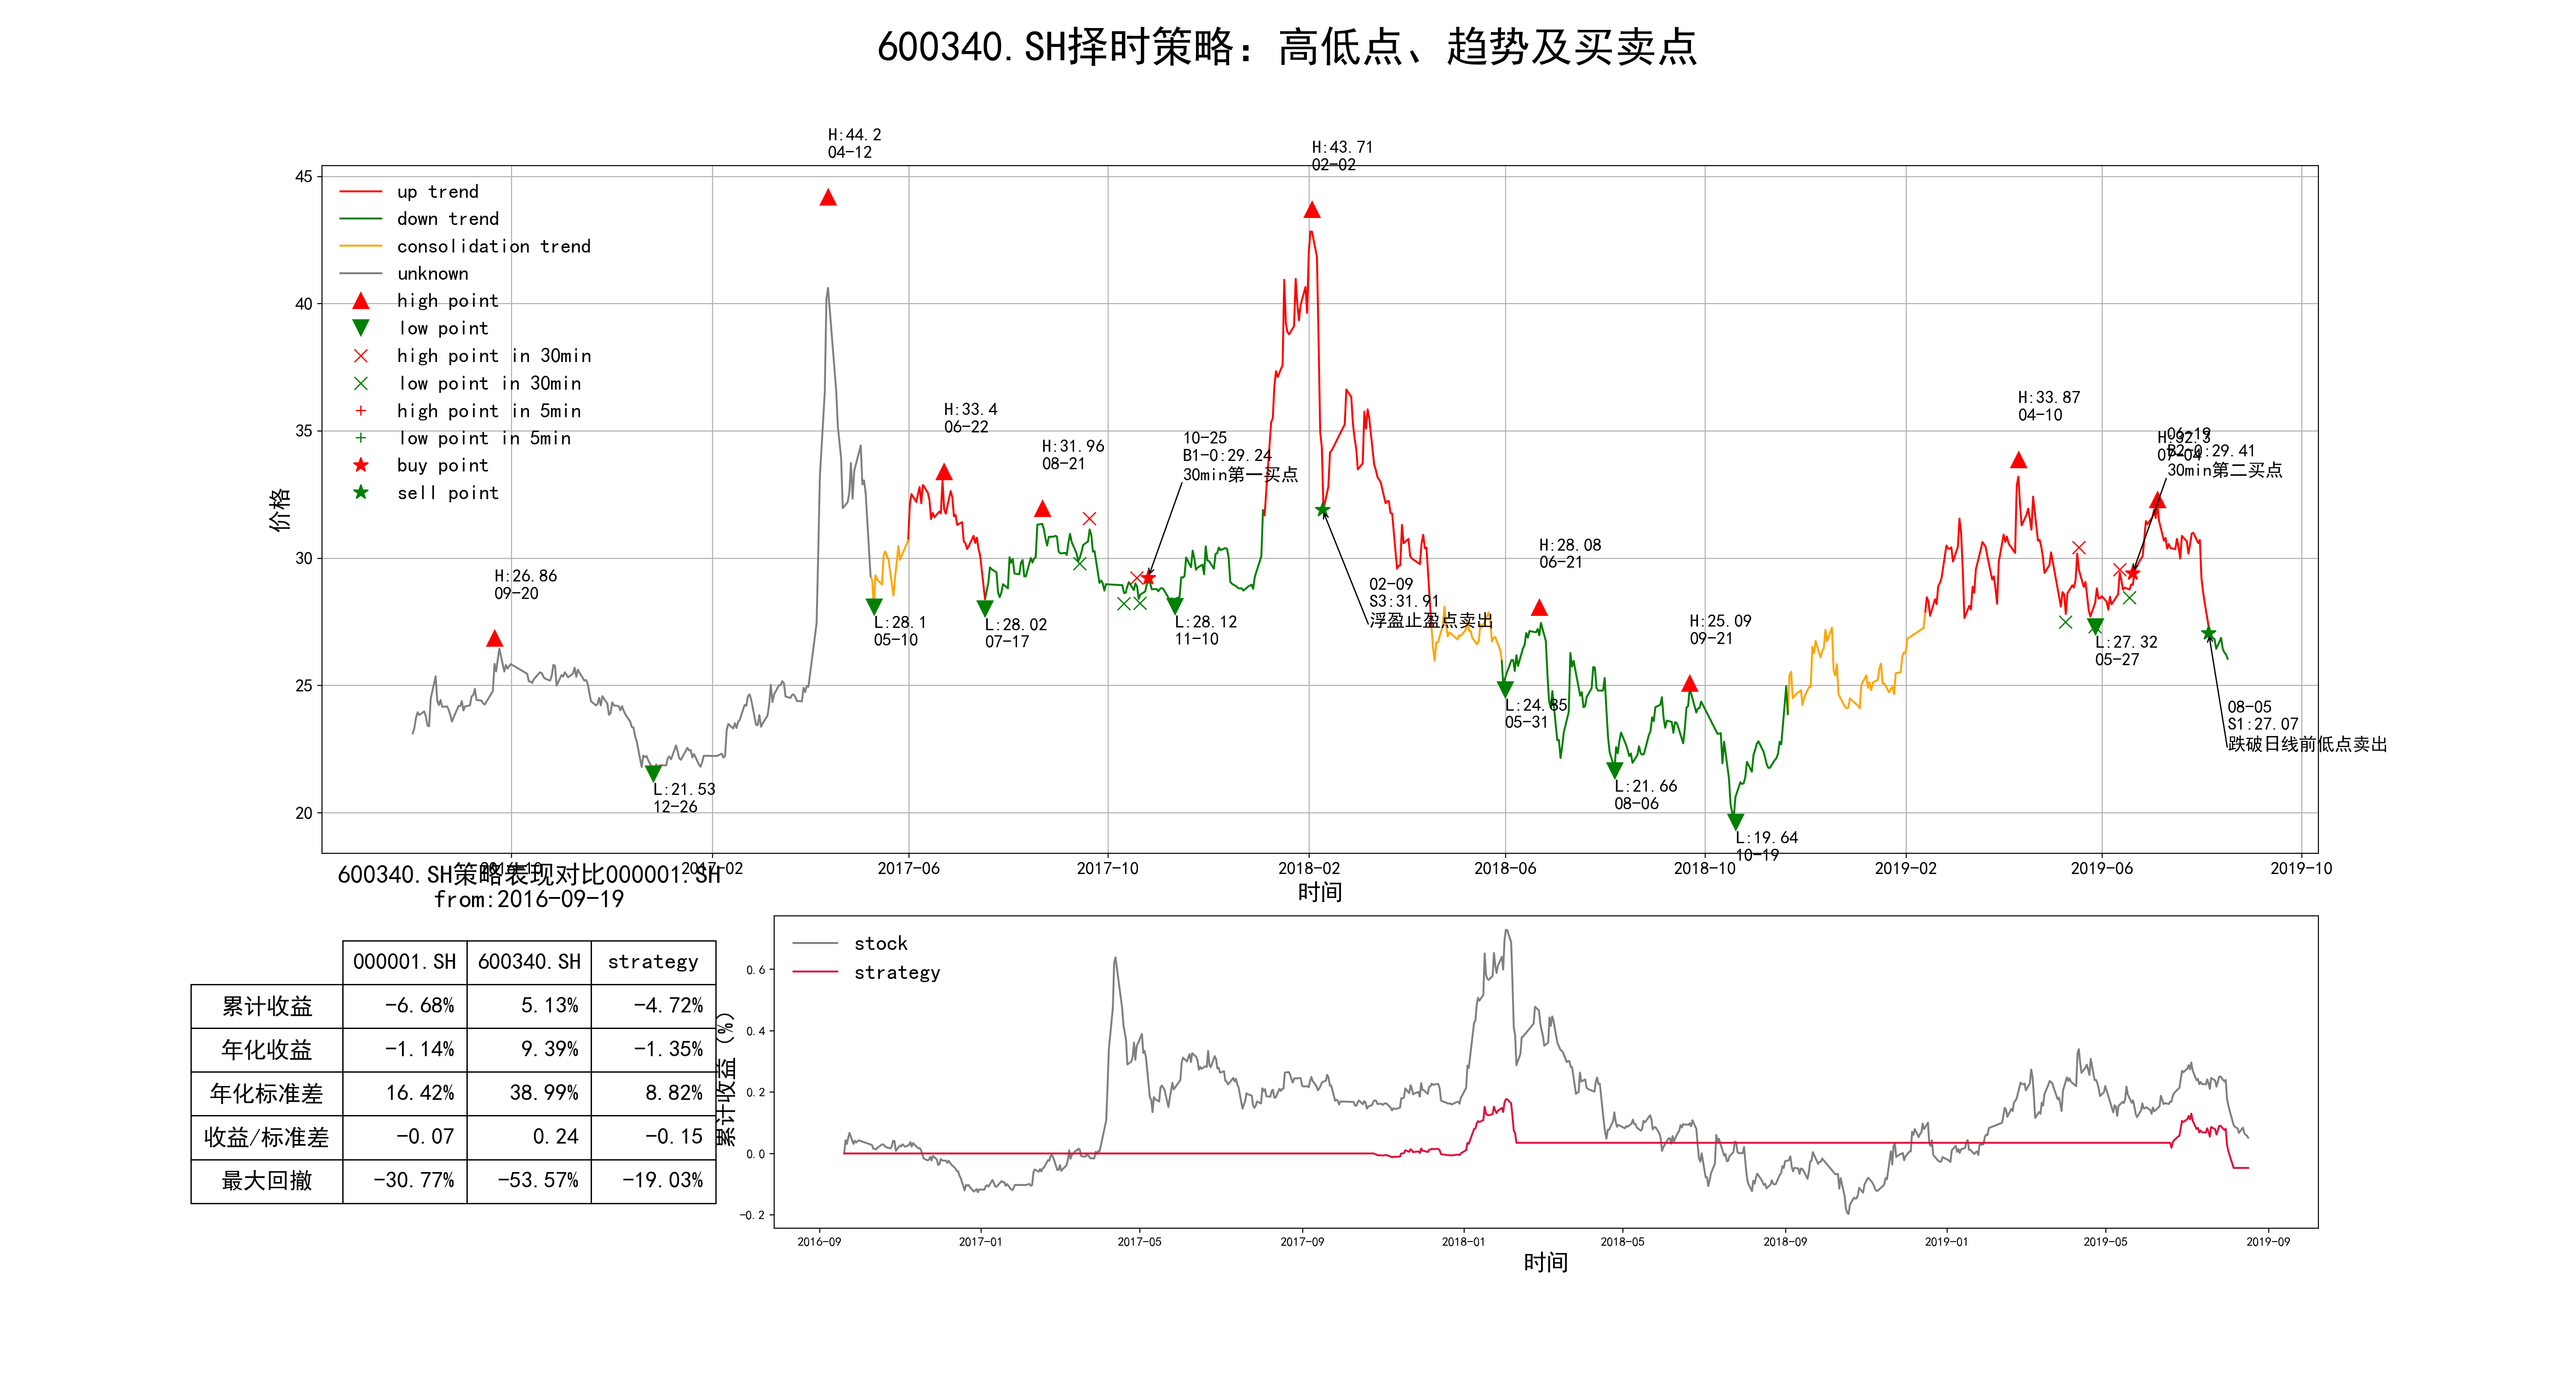 600340.SH择时策略: 高低点、趋势及买卖点
H:44.2
04-12
H:43.71
02-02
45
40
35
30
25
20
价格
up trend
down trend
consolidation trend
unknown
high point
low point
high point in 30min
low point in 30min
high point in 5min
low point in 5min
buy point
sell point
H:26.86
09-20
L:21.53
12-26
L:28.1
05-10
H:33.4
06-22
L:28.02
07-17
H:31.96
08-21
10-25
B1-0:29.24
30min第一买点
L:28.12
11-10
02-09
S3:31.91
浮盈止盈点卖出
L:24.85
05-31
H:28.08
06-21
L:21.66
08-06
H:25.09
09-21
L:19.64
10-19
H:33.87
04-10
L:27.32
05-27
H:32.3
07-04
06-19
B2-0:29.41
30min第二买点
08-05
S1:27.07
跌破日线前低点卖出
2016-10
2017-02
2017-06
2017-10
2018-02
2018-06
2018-10
2019-02
2019-06
2019-10
时间
600340.SH策略表现对比000001.SH
from:2016-09-19
000001.SH 600340.SH strategy
累计收益 -6.68% 5.13% -4.72%
年化收益 -1.14% 9.39% -1.35%
年化标准差 16.42% 38.99% 8.82%
收益/标准差 -0.07 0.24 -0.15
最大回撤 -30.77% -53.57% -19.03%
累计收益（%）
0.6
0.4
0.2
0.0
-0.2
stock
strategy
2016-09
2017-01
2017-05
2017-09
2018-01
2018-05
2018-09
2019-01
2019-05
2019-09
时间